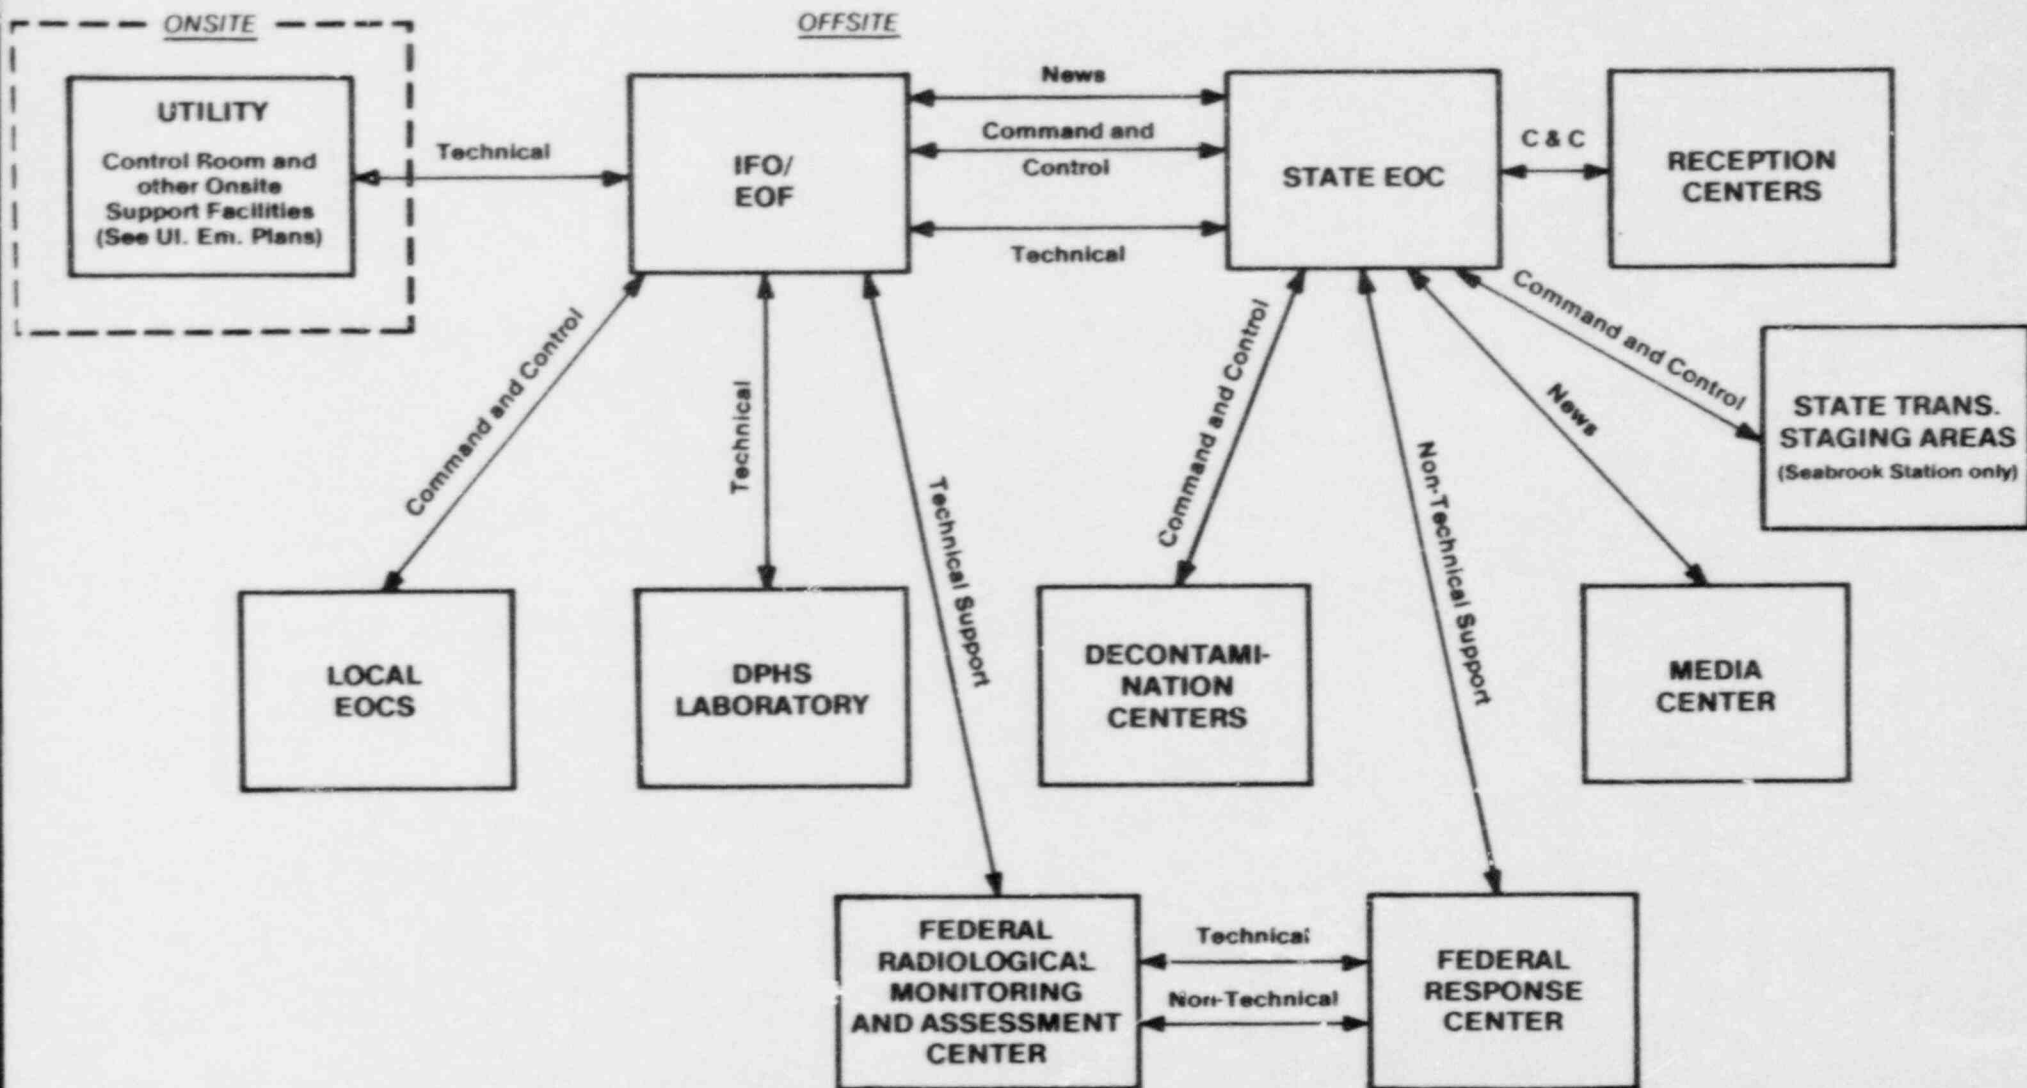 ONSITE
OFFSITE
UTILITY
Control Room and
other Onsite
Support Facilities
(See Ul. Em. Plans)
Technical
IFO/
EOF
News
Command and
Control
Technical
STATE EOC
C & C
RECEPTION
CENTERS
Command and Control
Technical
Technical Support
Command and Control
Non-Technical Support
News
Command and Control
STATE TRANS.
STAGING AREAS
(Seabrook Station only)
LOCAL
EOCS
DPHS
LABORATORY
DECONTAMI-
NATION
CENTERS
MEDIA
CENTER
FEDERAL
RADIOLOGICAL
MONITORING
AND ASSESSMENT
CENTER
Technical
Non-Technical
FEDERAL
RESPONSE
CENTER